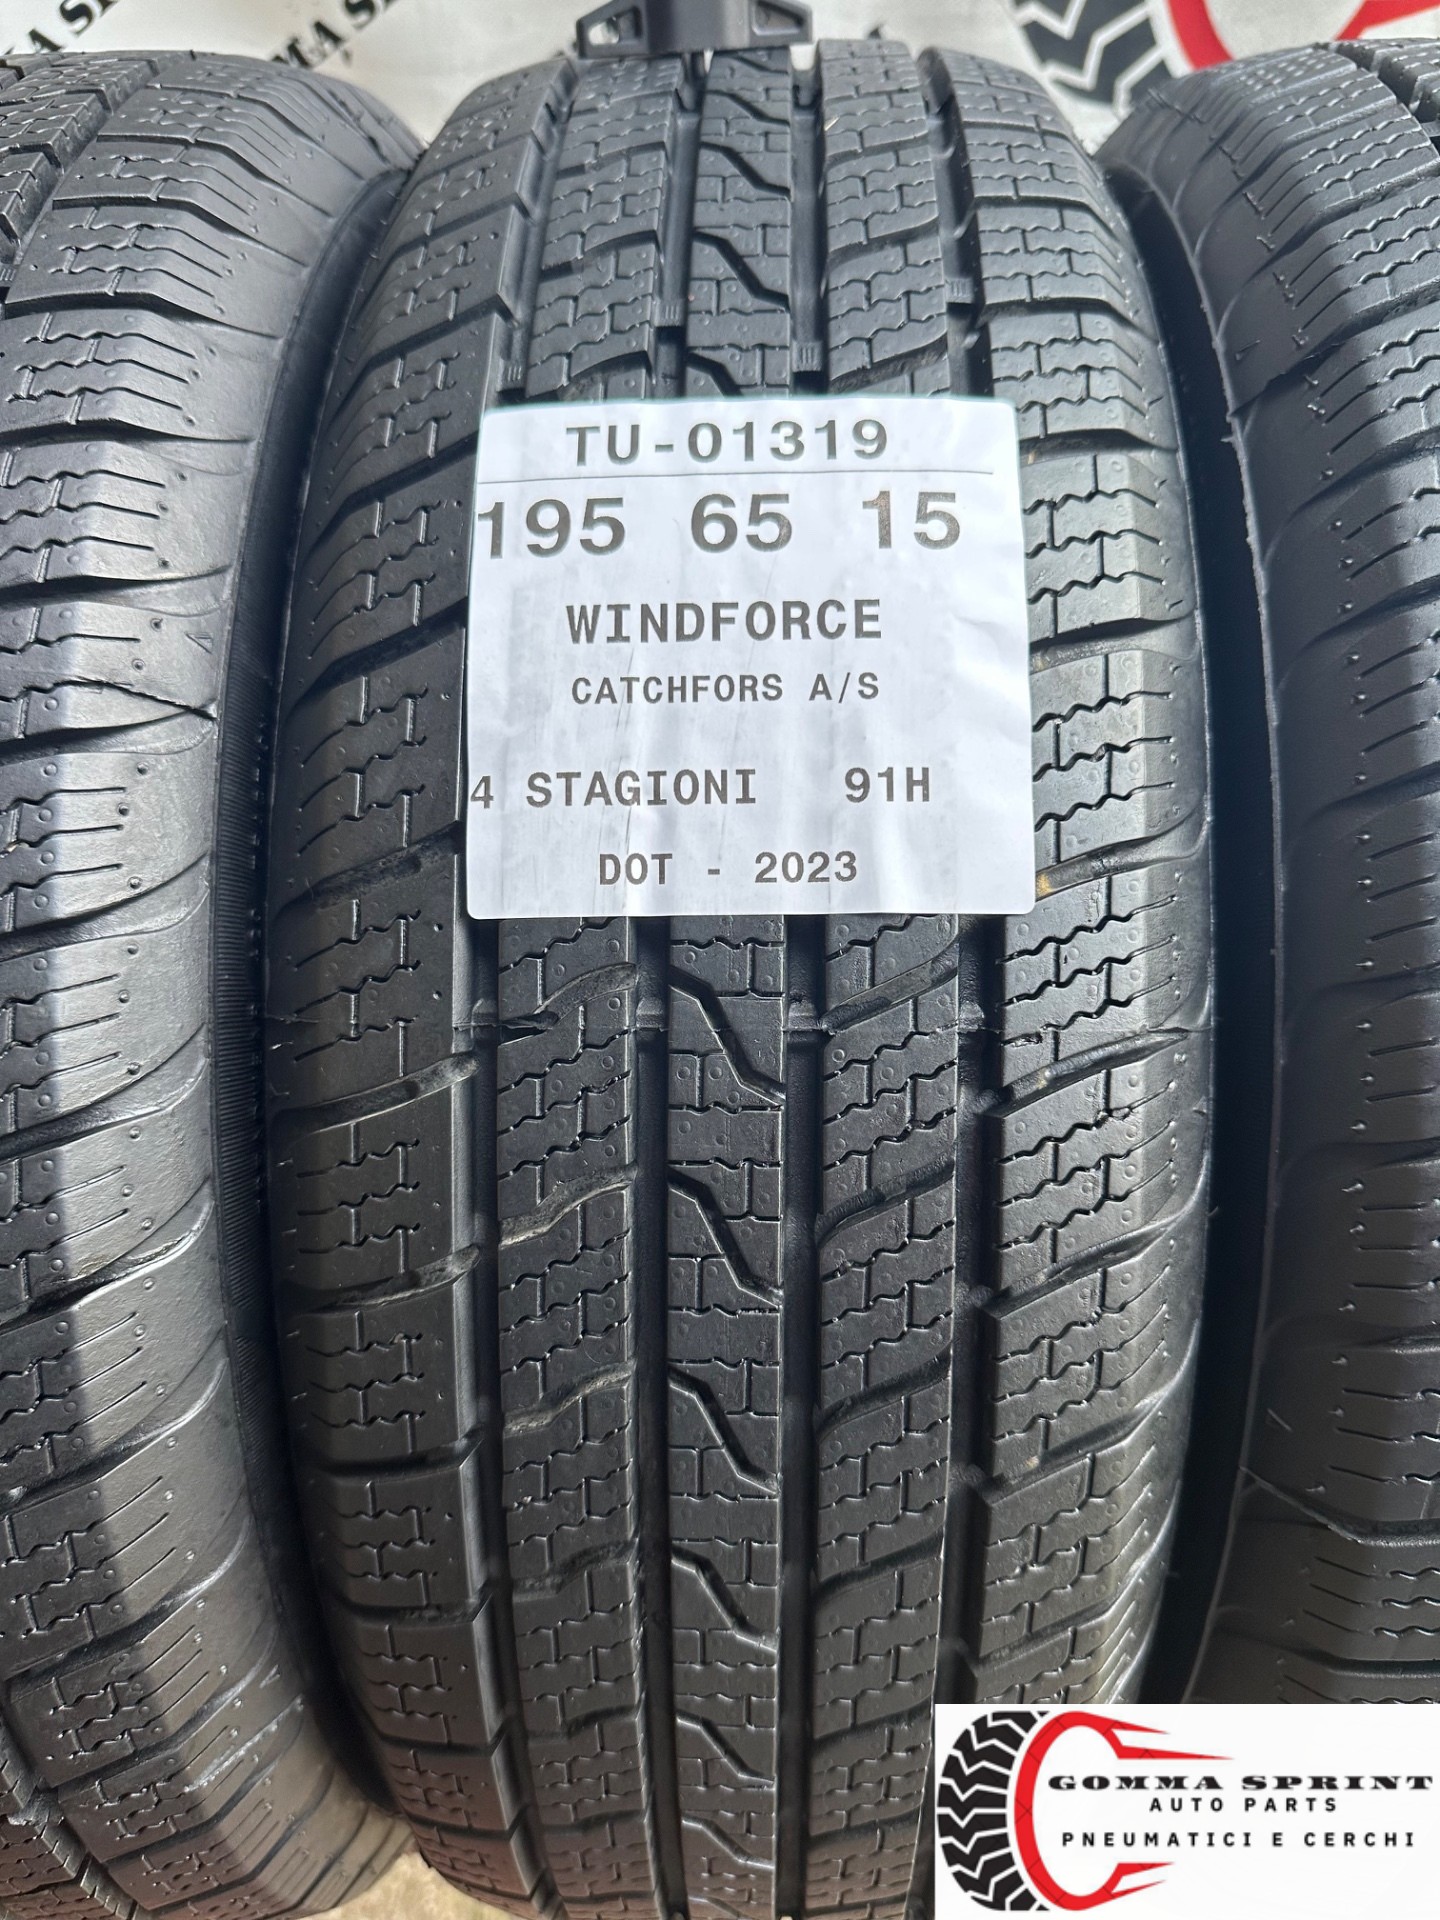 TU-01319
195 65 15
WINDFORCE
CATCHFORS A/S
4 STAGIONI 91H
DOT - 2023
GOMMA SPRINT
AUTO PARTS
PNEUMATICI E CERCHI